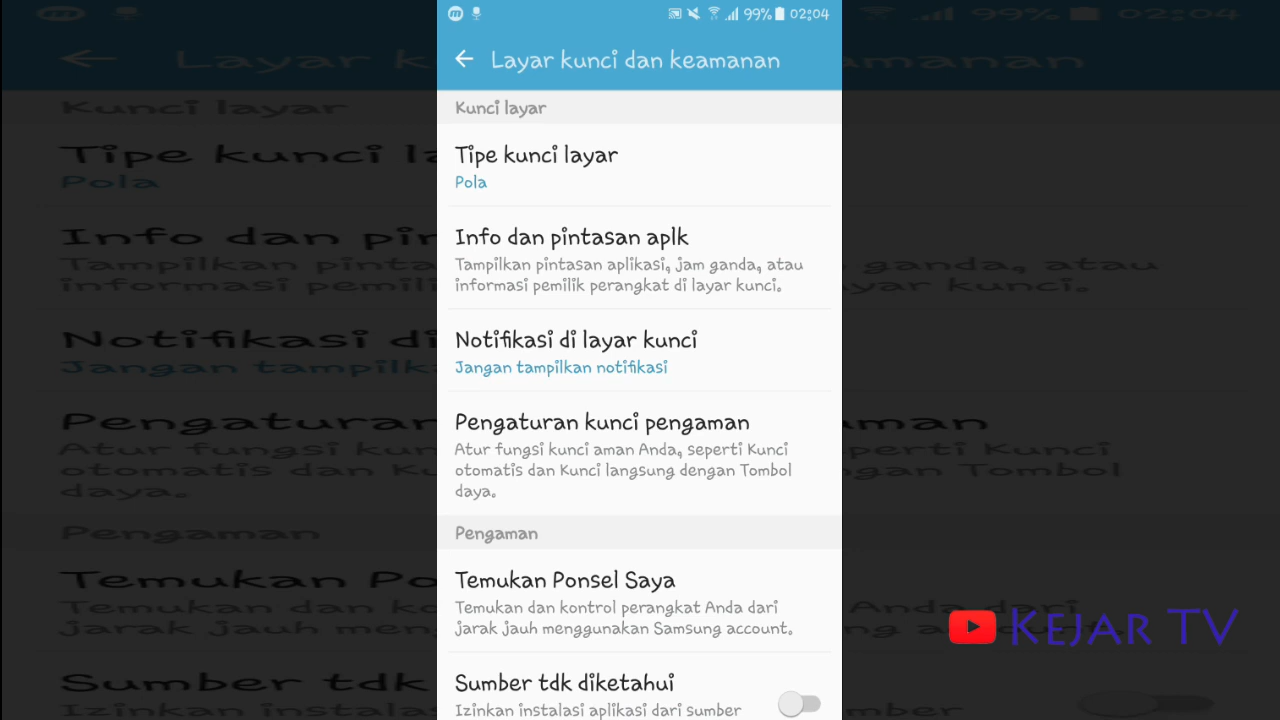 99% 02:04
Layar kunci dan keamanan
Kunci layar
Tipe kunci layar
Pola
Info dan pintasan aplk
Tampilkan pintasan aplikasi, jam ganda, atau
informasi pemilik perangkat di layar kunci.
Notifikasi di layar kunci
Jangan tampilkan notifikasi
Pengaturan kunci pengaman
Atur fungsi kunci aman Anda, seperti Kunci
otomatis dan Kunci langsung dengan Tombol
daya.
Pengaman
Temukan Ponsel Saya
Temukan dan kontrol perangkat Anda dari
jarak jauh menggunakan Samsung account.
Sumber tdk diketahui
Izinkan instalasi aplikasi dari sumber
KEJAR TV